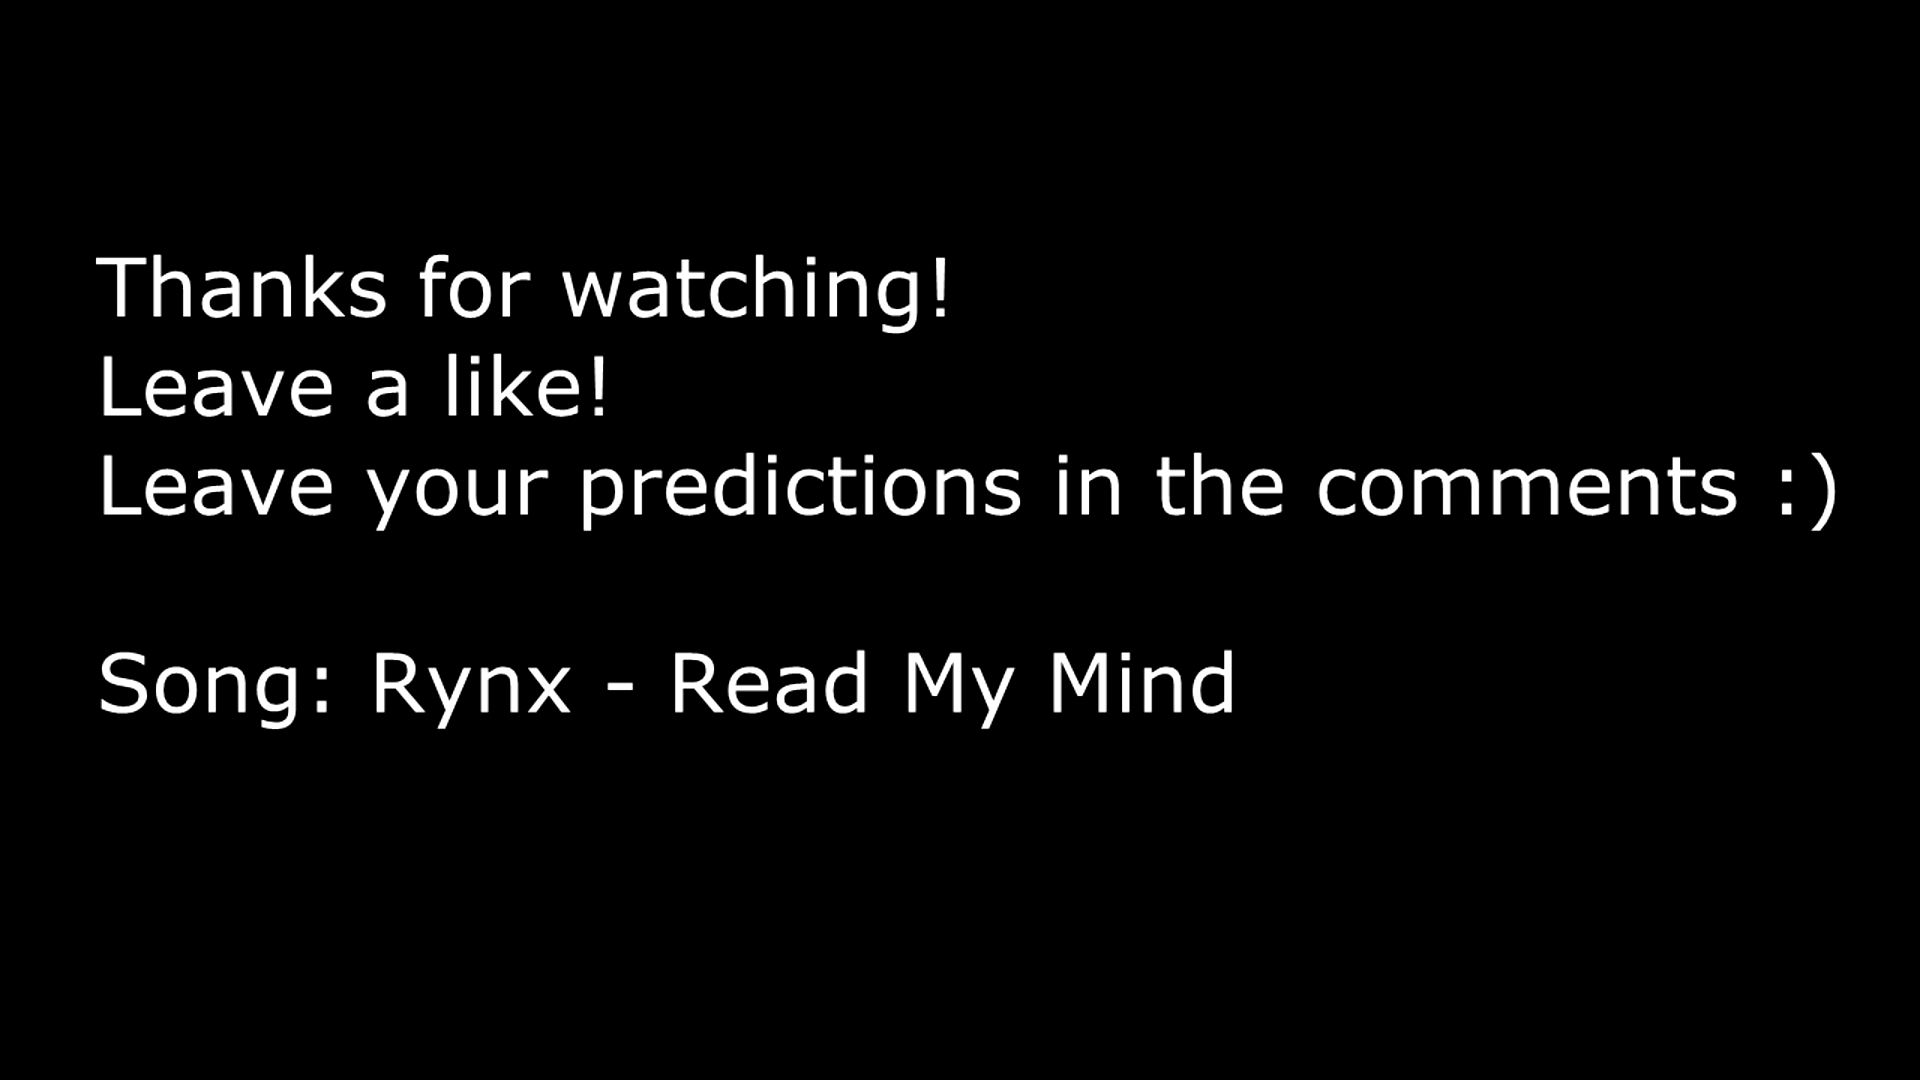 Thanks for watching!
Leave a like!
Leave your predictions in the comments :)
Song: Rynx - Read My Mind